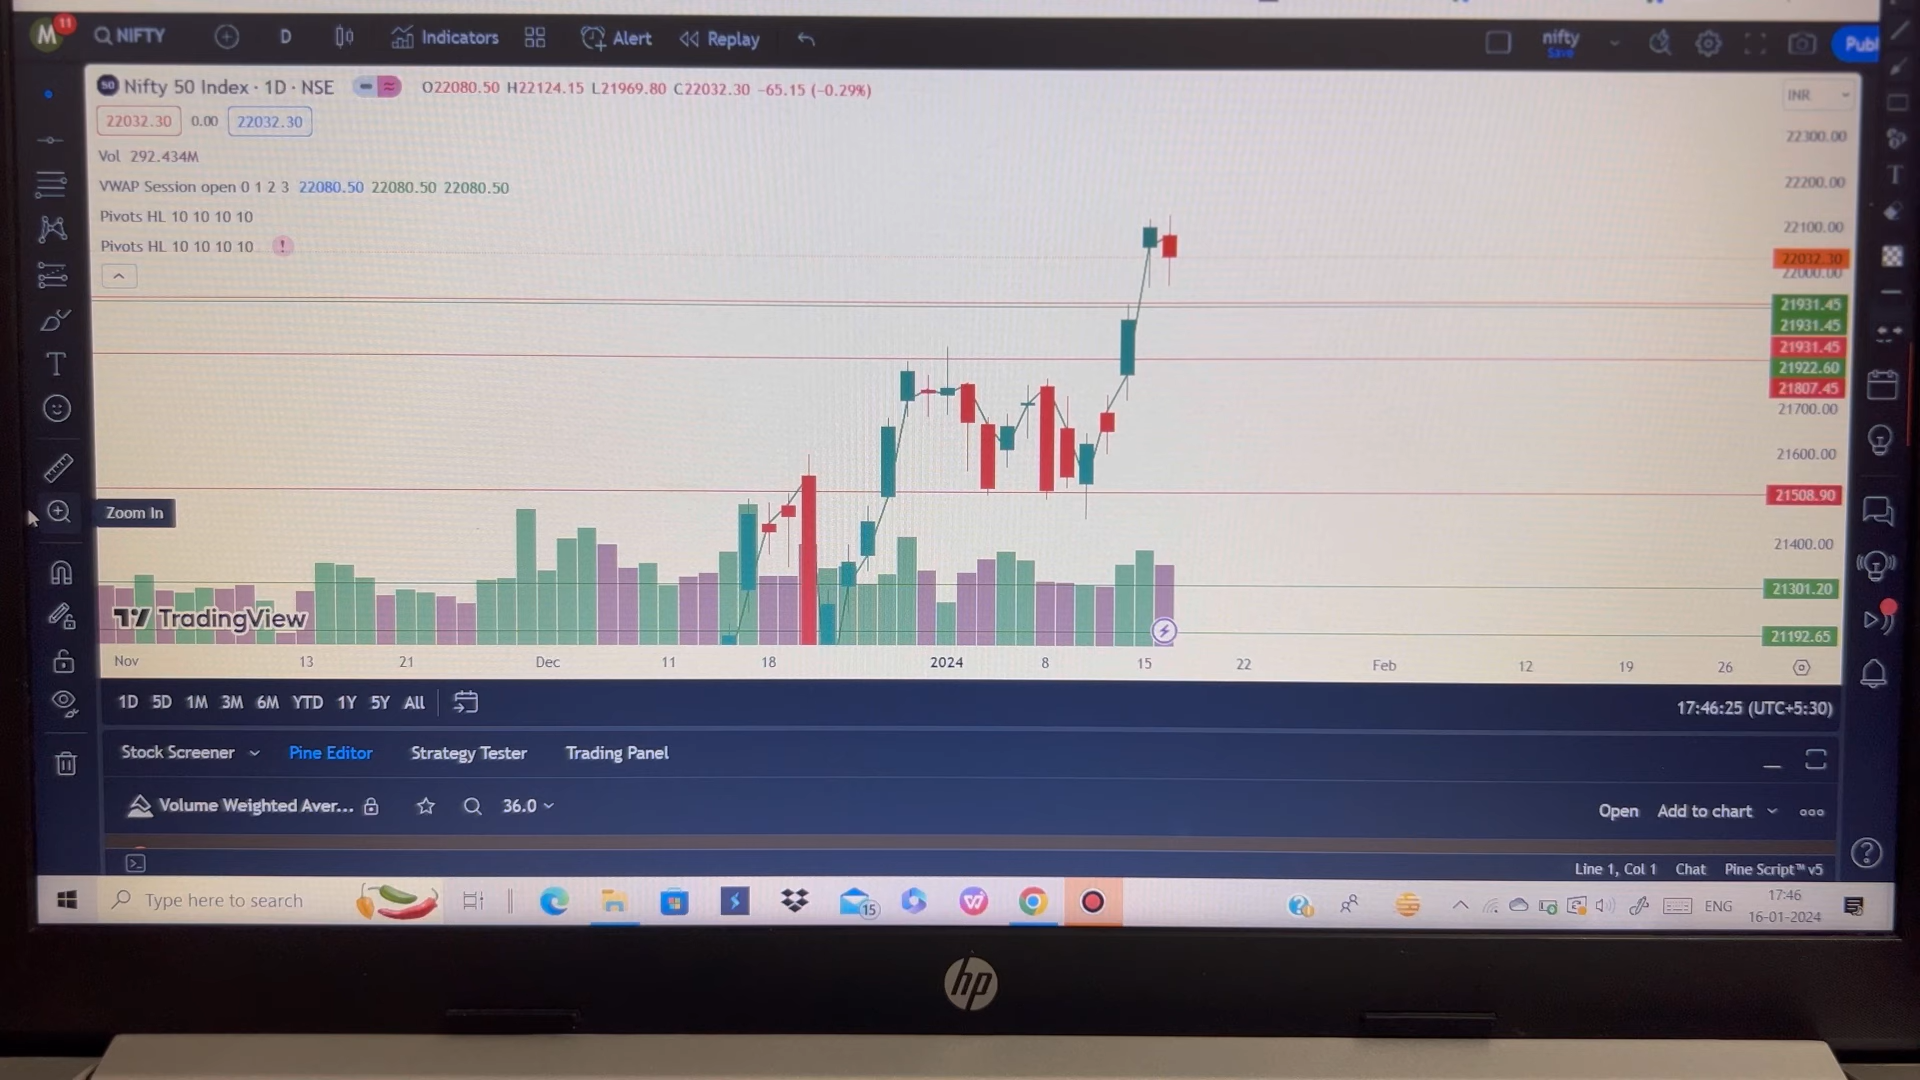 M 11 NIFTY D Indicators Alert Replay nifty Save Publ
50 Nifty 50 Index · 1D · NSE O22080.50 H22124.15 L21969.80 C22032.30 −65.15 (−0.29%) INR
22032.30 0.00 22032.30
Vol 292.434M
VWAP Session open 0 1 2 3 22080.50 22080.50 22080.50
Pivots HL 10 10 10 10
Pivots HL 10 10 10 10 !
22300.00
22200.00
22100.00
22032.30
22000.00
21931.45
21931.45
21931.45
21922.60
21807.45
21700.00
21600.00
21508.90
21400.00
21301.20
21192.65
Zoom In
TradingView
Nov 13 21 Dec 11 18 2024 8 15 22 Feb 12 19 26
1D 5D 1M 3M 6M YTD 1Y 5Y All 17:46:25 (UTC+5:30)
Stock Screener Pine Editor Strategy Tester Trading Panel
Volume Weighted Aver... 36.0 Open Add to chart
Line 1, Col 1 Chat Pine Script™ v5
Type here to search 15 ENG 17:46
16-01-2024
hp